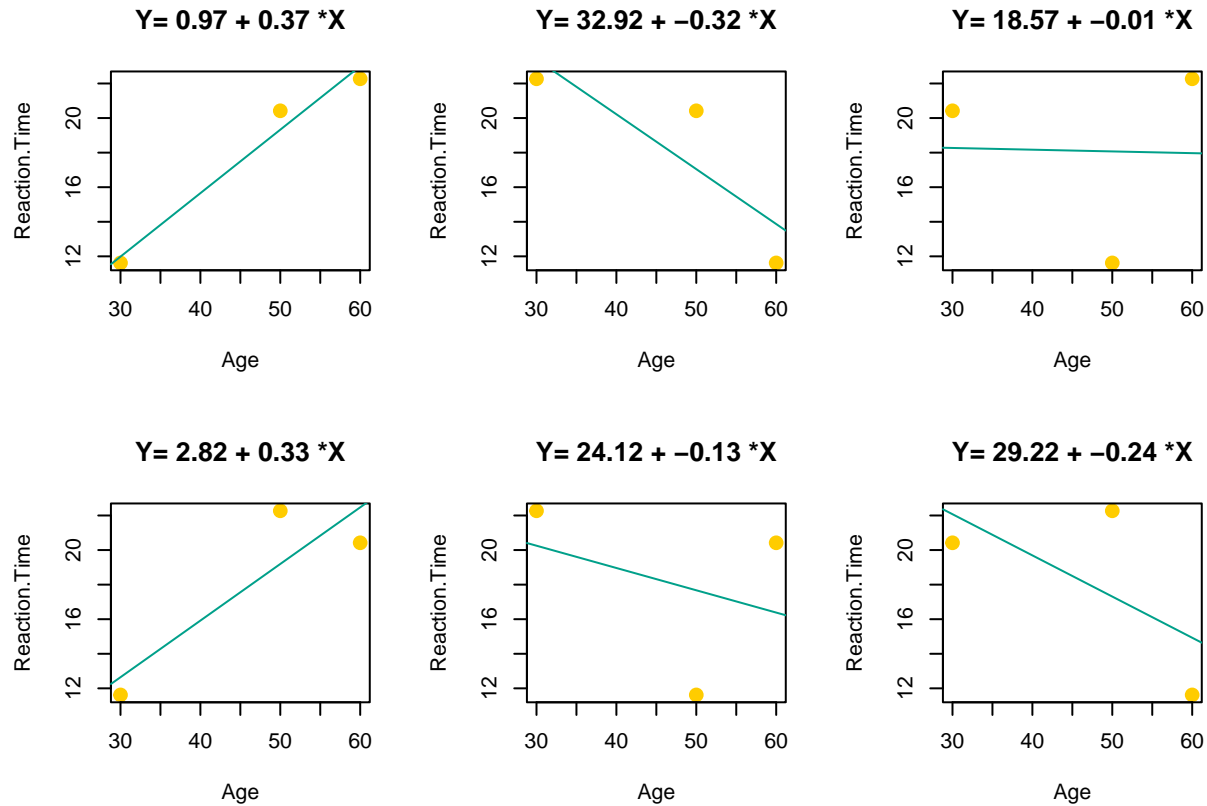 Y= 0.97 + 0.37 *X
Reaction.Time
12
16
20
30
40
50
60
Age
Y= 32.92 + −0.32 *X
Reaction.Time
12
16
20
30
40
50
60
Age
Y= 18.57 + −0.01 *X
Reaction.Time
12
16
20
30
40
50
60
Age
Y= 2.82 + 0.33 *X
Reaction.Time
12
16
20
30
40
50
60
Age
Y= 24.12 + −0.13 *X
Reaction.Time
12
16
20
30
40
50
60
Age
Y= 29.22 + −0.24 *X
Reaction.Time
12
16
20
30
40
50
60
Age